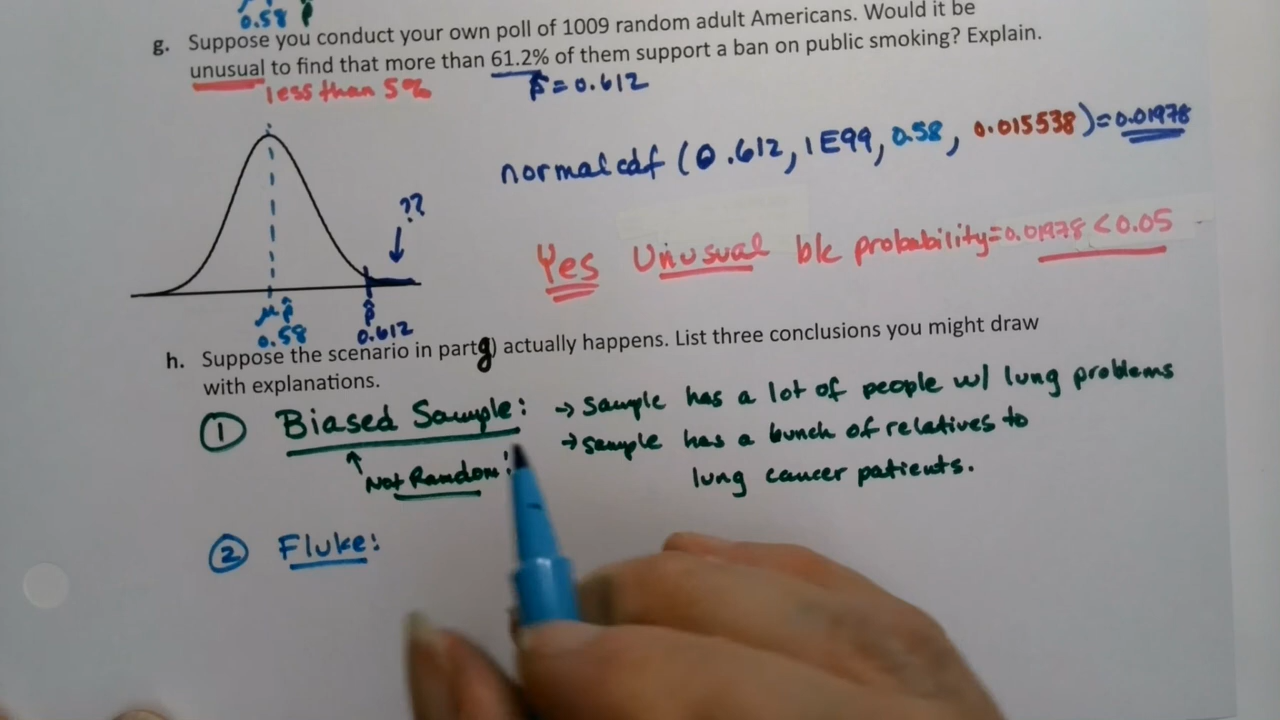 0.58 p̂
g. Suppose you conduct your own poll of 1009 random adult Americans. Would it be
unusual to find that more than 61.2% of them support a ban on public smoking? Explain.
less than 5%
p̂ = 0.612
normalcdf (0.612, 1E99, 0.58, 0.015538) = 0.01978
??
Yes Unusual b/c probability = 0.01978 < 0.05
μp̂
0.58
p̂
0.612
h. Suppose the scenario in part g) actually happens. List three conclusions you might draw
with explanations.
① Biased Sample: → sample has a lot of people w/ lung problems
→ sample has a bunch of relatives to
lung cancer patients.
↑ Not Random!
② Fluke: